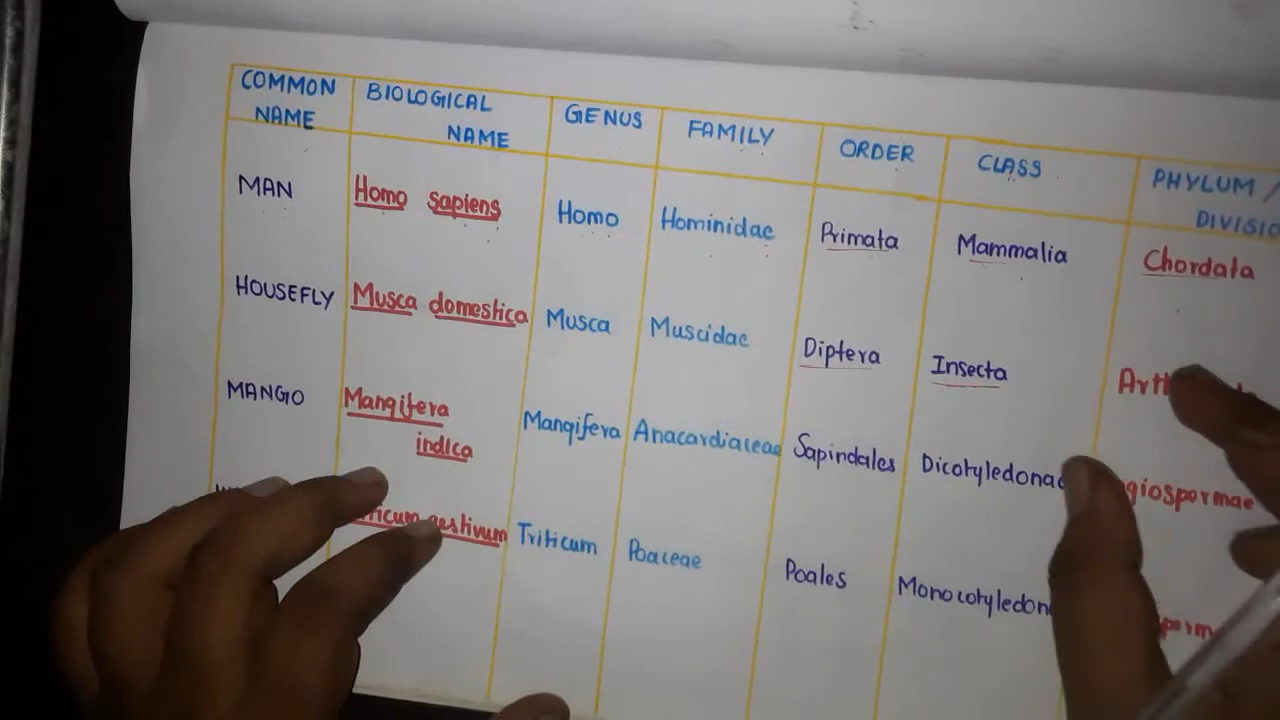 COMMON NAME
BIOLOGICAL NAME
GENUS
FAMILY
ORDER
CLASS
PHYLUM /
MAN
Homo sapiens
Homo
Hominidae
Primata
Mammalia
Chordata
HOUSEFLY
Musca domestica
Musca
Muscidae
Diptera
Insecta
MANGO
Mangifera
indica
Mangifera
Anacardiaceae
Sapindales
aestivum
Triticum
Poaceae
Poales